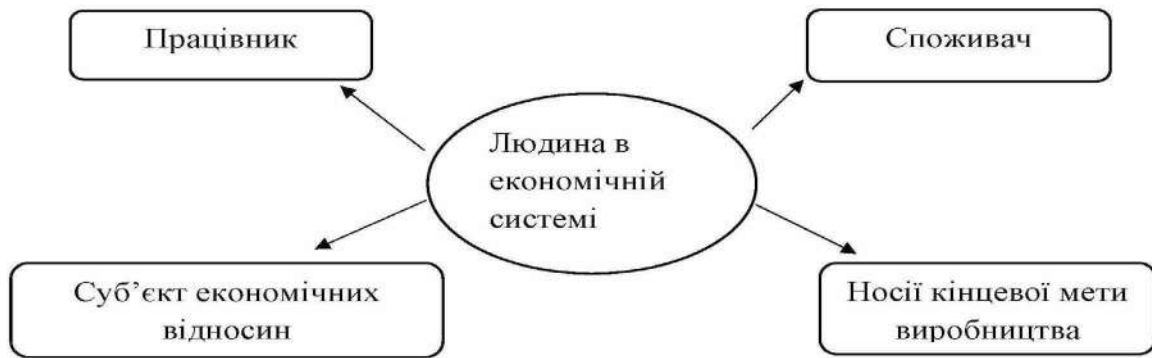 Працівник
Споживач
Людина в
економічній
системі
Суб’єкт економічних
відносин
Носії кінцевої мети
виробництва